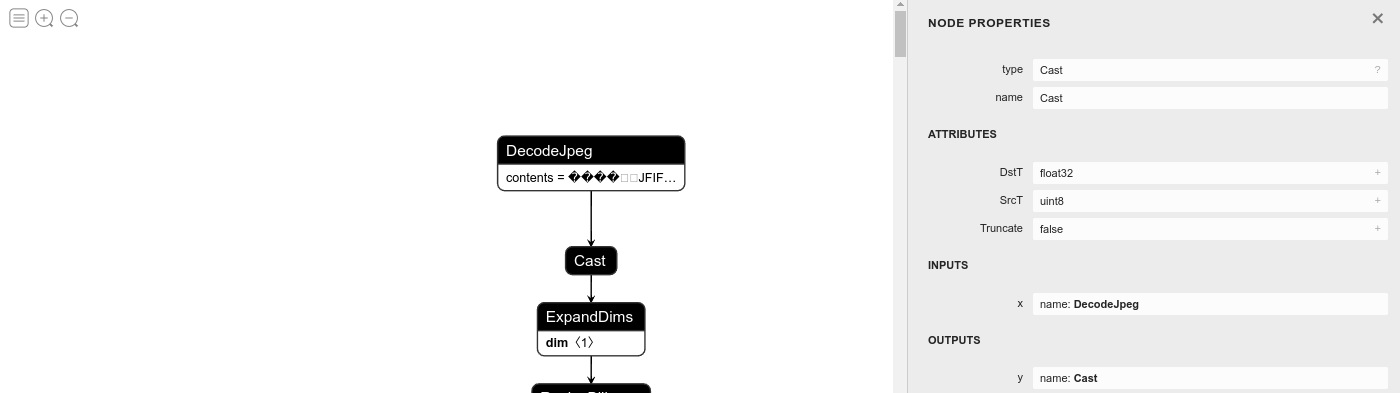 DecodeJpeg
contents = ����□□JFIF…
Cast
ExpandDims
dim 〈1〉
NODE PROPERTIES
type Cast ?
name Cast
ATTRIBUTES
DstT float32 +
SrcT uint8 +
Truncate false +
INPUTS
x name: DecodeJpeg
OUTPUTS
y name: Cast